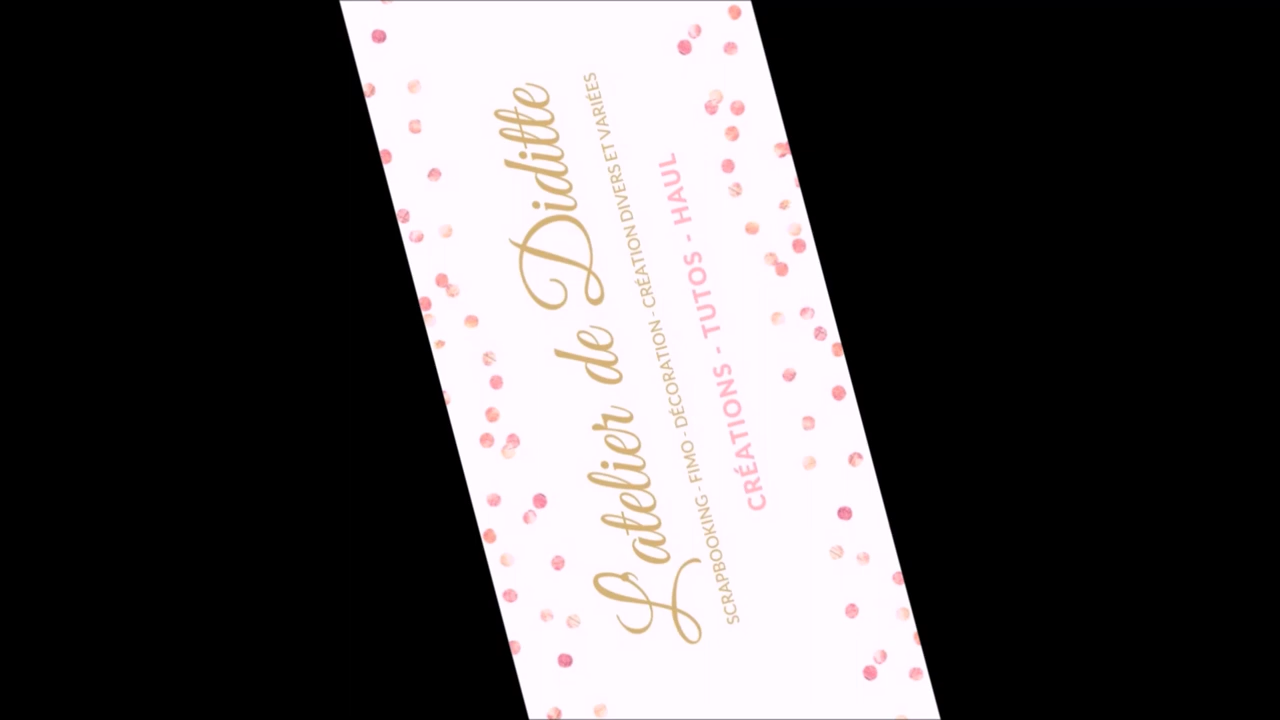 L'atelier de Diditte
SCRAPBOOKING - FIMO - DÉCORATION - CRÉATION DIVERS ET VARIÉES
CRÉATIONS - TUTOS - HAUL